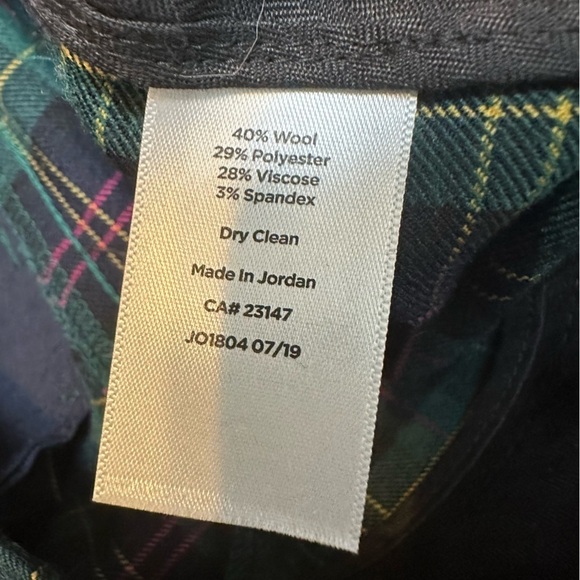 40% Wool
29% Polyester
28% Viscose
3% Spandex
Dry Clean
Made In Jordan
CA# 23147
JO1804 07/19